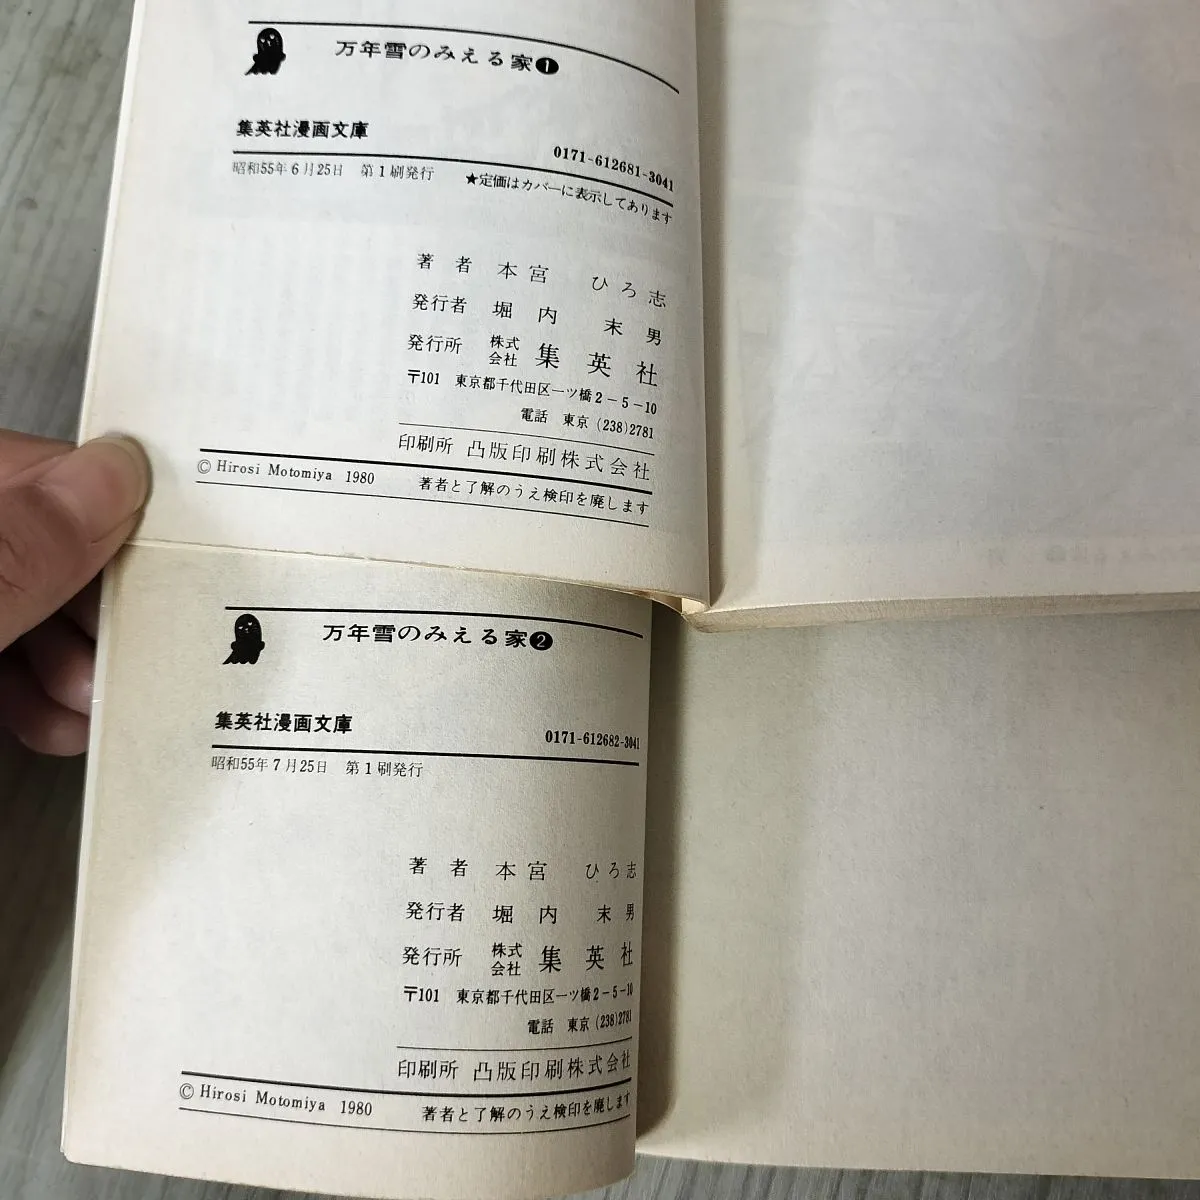 万年雪のみえる家❶
集英社漫画文庫
0171-612681-3041
昭和55年6月25日 第1刷発行
★定価はカバーに表示してあります
著者 本宮 ひろ志
発行者 堀内 末男
発行所 株式会社 集英社
〒101 東京都千代田区一ツ橋2-5-10
電話 東京(238)2781
印刷所 凸版印刷株式会社
© Hirosi Motomiya 1980
著者と了解のうえ検印を廃します
万年雪のみえる家❷
集英社漫画文庫
0171-612682-3041
昭和55年7月25日 第1刷発行
著者 本宮 ひろ志
発行者 堀内 末男
発行所 株式会社 集英社
〒101 東京都千代田区一ツ橋2-5-10
電話 東京(238)2781
印刷所 凸版印刷株式会社
© Hirosi Motomiya 1980
著者と了解のうえ検印を廃します